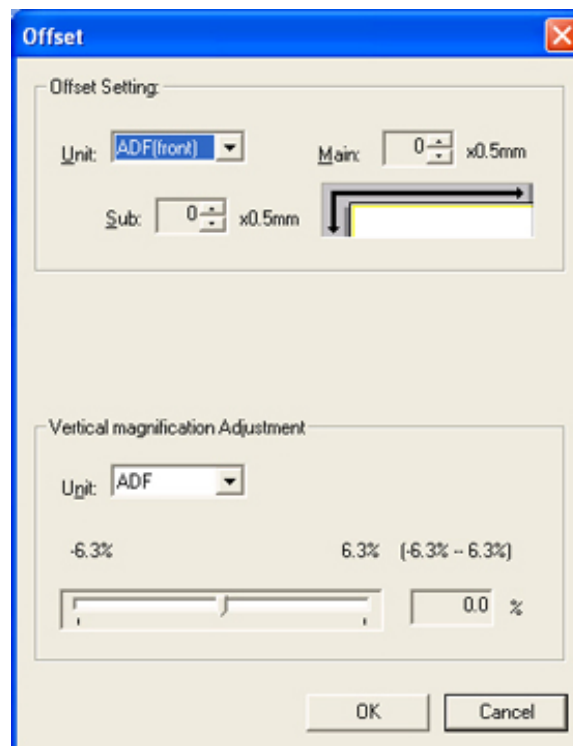 Offset
Offset Setting:
Unit: ADF(front) Main: 0 x0.5mm
Sub: 0 x0.5mm
Vertical magnification Adjustment
Unit: ADF
-6.3% 6.3% (-6.3% -- 6.3%)
0.0 %
OK Cancel